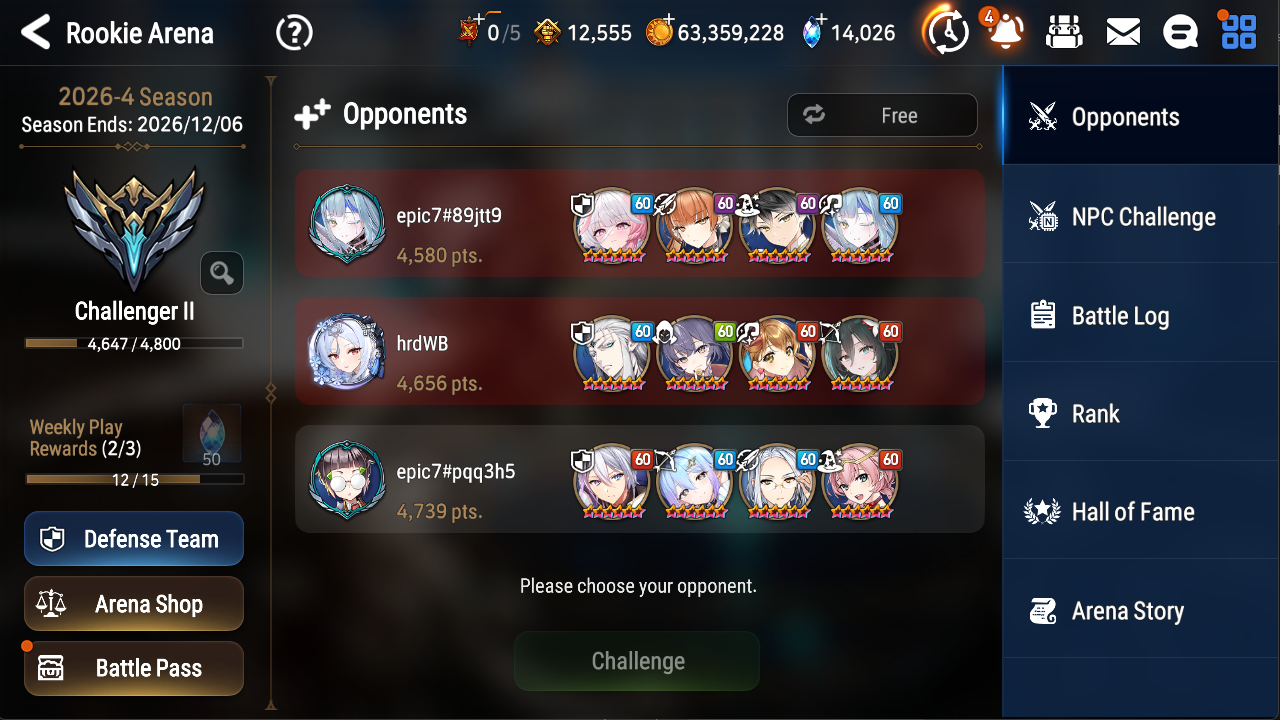 Rookie Arena
?
0/5
12,555
63,359,228
14,026
4
2026-4 Season
Season Ends: 2026/12/06
Challenger II
4,647 / 4,800
Weekly Play
Rewards (2/3)
50
12 / 15
Defense Team
Arena Shop
Battle Pass
Opponents
Free
epic7#89jtt9
4,580 pts.
60
60
60
60
hrdWB
4,656 pts.
60
60
60
60
epic7#pqq3h5
4,739 pts.
60
60
60
60
Please choose your opponent.
Challenge
Opponents
N
NPC Challenge
Battle Log
Rank
Hall of Fame
Arena Story